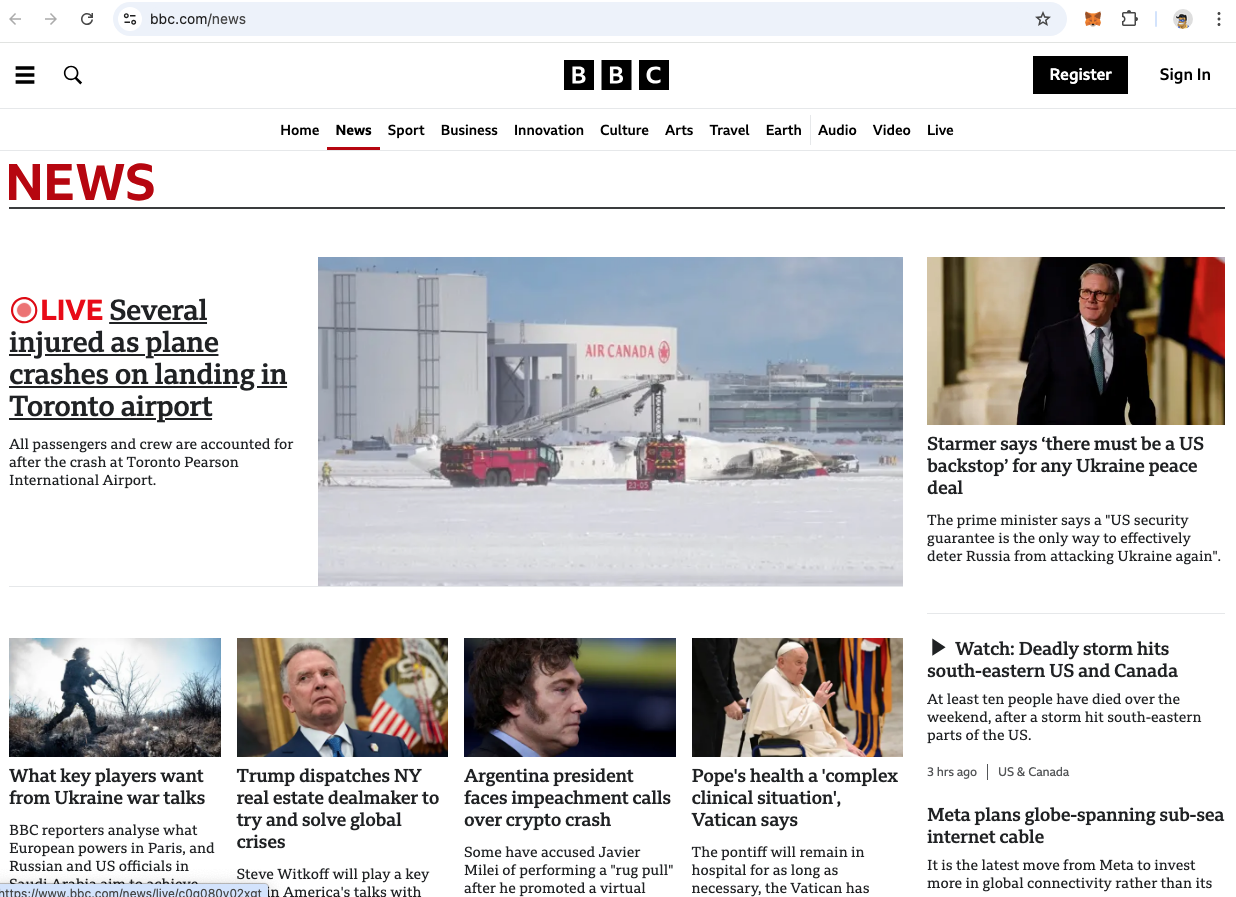 bbc.com/news
BBC
Register
Sign In
Home News Sport Business Innovation Culture Arts Travel Earth Audio Video Live
NEWS
LIVE Several
injured as plane
crashes on landing in
Toronto airport
All passengers and crew are accounted for
after the crash at Toronto Pearson
International Airport.
AIR CANADA
23-05
Starmer says ‘there must be a US
backstop’ for any Ukraine peace
deal
The prime minister says a "US security
guarantee is the only way to effectively
deter Russia from attacking Ukraine again".
What key players want
from Ukraine war talks
BBC reporters analyse what
European powers in Paris, and
Russian and US officials in
Saudi Arabia aim to achieve
Trump dispatches NY
real estate dealmaker to
try and solve global
crises
Steve Witkoff will play a key
in America's talks with
Argentina president
faces impeachment calls
over crypto crash
Some have accused Javier
Milei of performing a "rug pull"
after he promoted a virtual
Pope's health a 'complex
clinical situation',
Vatican says
The pontiff will remain in
hospital for as long as
necessary, the Vatican has
Watch: Deadly storm hits
south-eastern US and Canada
At least ten people have died over the
weekend, after a storm hit south-eastern
parts of the US.
3 hrs ago US & Canada
Meta plans globe-spanning sub-sea
internet cable
It is the latest move from Meta to invest
more in global connectivity rather than its
https://www.bbc.com/news/live/c0q080v02xqt